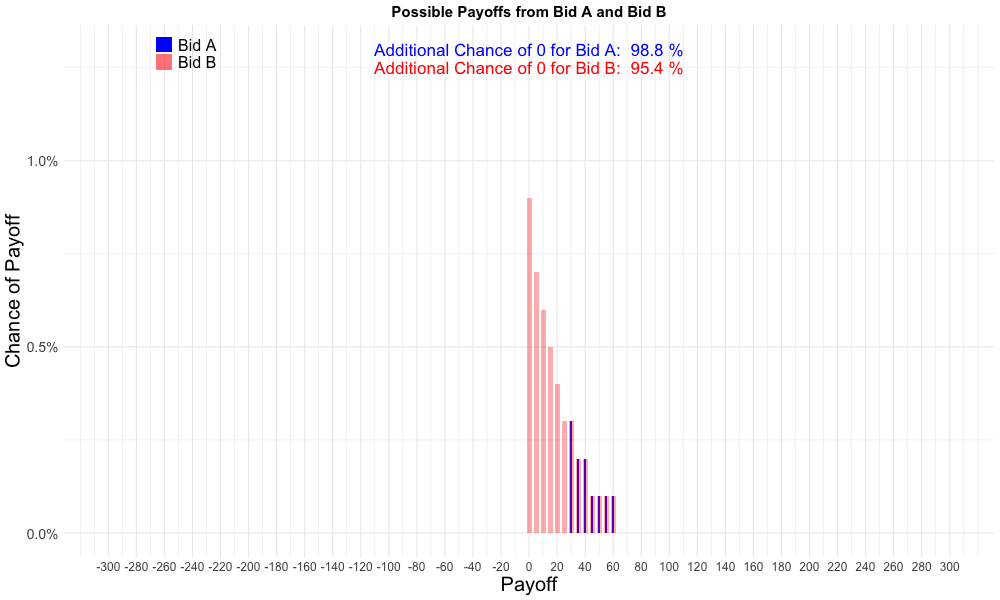 Possible Payoffs from Bid A and Bid B
Bid A
Bid B
Additional Chance of 0 for Bid A:  98.8 %
Additional Chance of 0 for Bid B:  95.4 %
Chance of Payoff
1.0%
0.5%
0.0%
-300 -280 -260 -240 -220 -200 -180 -160 -140 -120 -100 -80 -60 -40 -20 0 20 40 60 80 100 120 140 160 180 200 220 240 260 280 300
Payoff